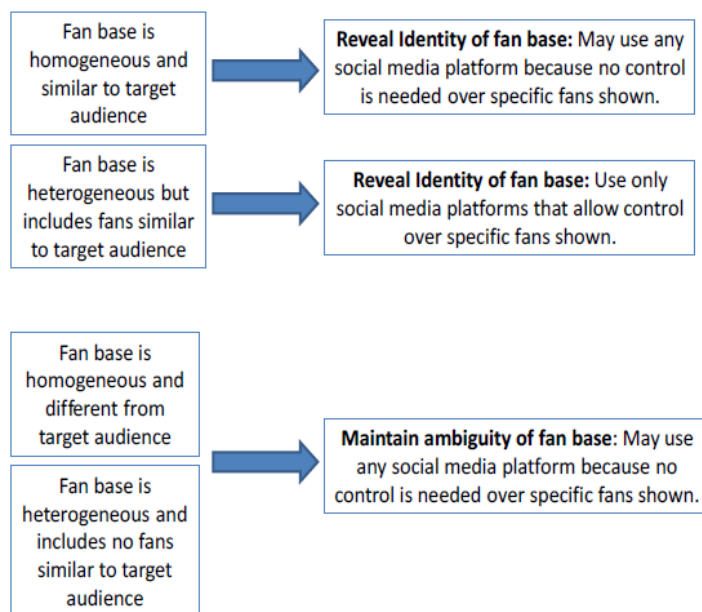 Fan base is
homogeneous and
similar to target
audience
Reveal Identity of fan base: May use any
social media platform because no control
is needed over specific fans shown.
Fan base is
heterogeneous but
includes fans similar
to target audience
Reveal Identity of fan base: Use only
social media platforms that allow control
over specific fans shown.
Fan base is
homogeneous and
different from
target audience
Maintain ambiguity of fan base: May use
any social media platform because no
control is needed over specific fans shown.
Fan base is
heterogeneous and
includes no fans
similar to target
audience